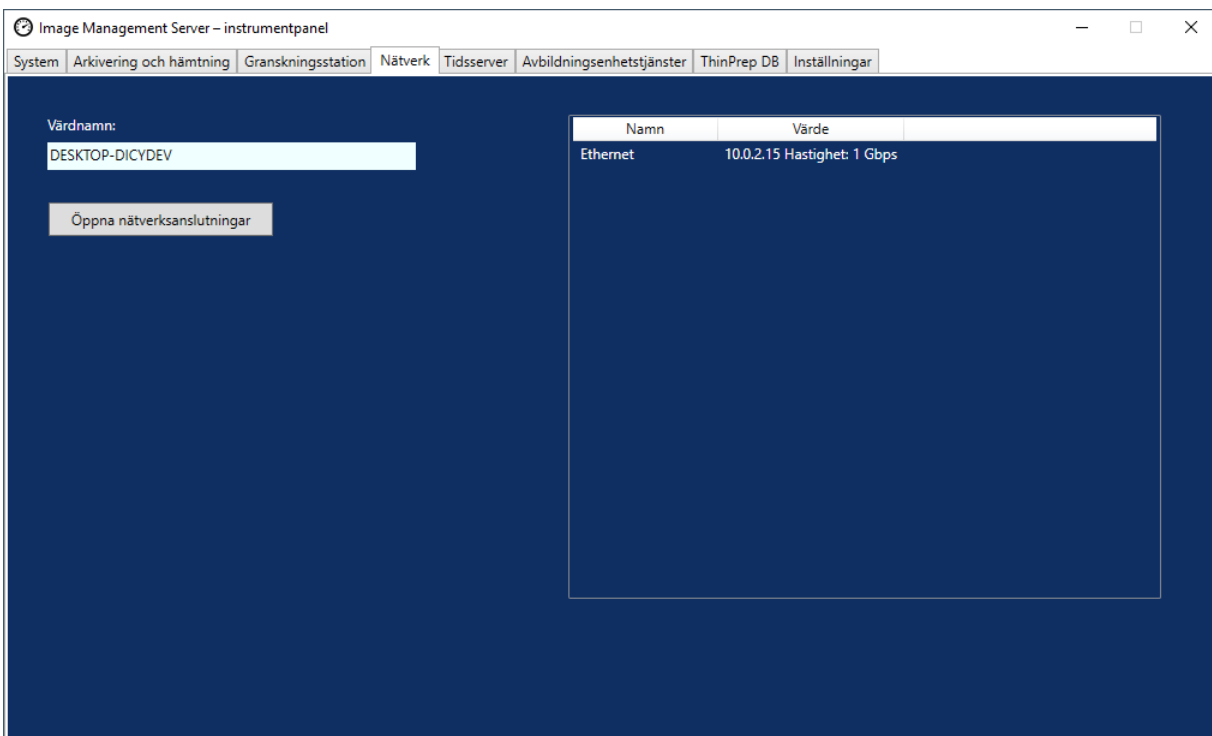 Image Management Server – instrumentpanel
System Arkivering och hämtning Granskningsstation Nätverk Tidsserver Avbildningsenhetstjänster ThinPrep DB Inställningar
Värdnamn:
DESKTOP-DICYDEV
Öppna nätverksanslutningar
Namn Värde
Ethernet 10.0.2.15 Hastighet: 1 Gbps